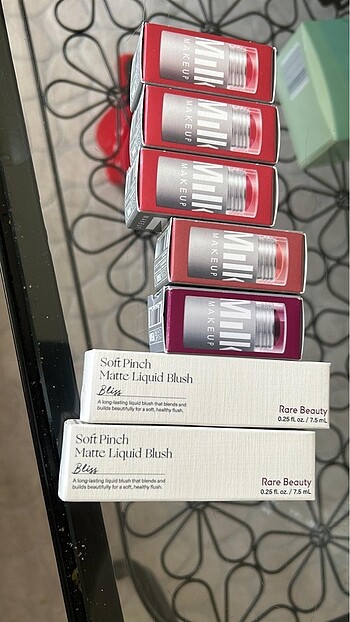 Milk
MAKEUP
Milk
MAKEUP
Milk
MAKEUP
Milk
MAKEUP
Milk
MAKEUP
Soft Pinch
Matte Liquid Blush
Bliss
A long-lasting liquid blush that blends and
builds beautifully for a soft, healthy flush.
Rare Beauty
0.25 fl. oz. / 7.5 mL
Soft Pinch
Matte Liquid Blush
Bliss
A long-lasting liquid blush that blends and
builds beautifully for a soft, healthy flush.
Rare Beauty
0.25 fl. oz. / 7.5 mL